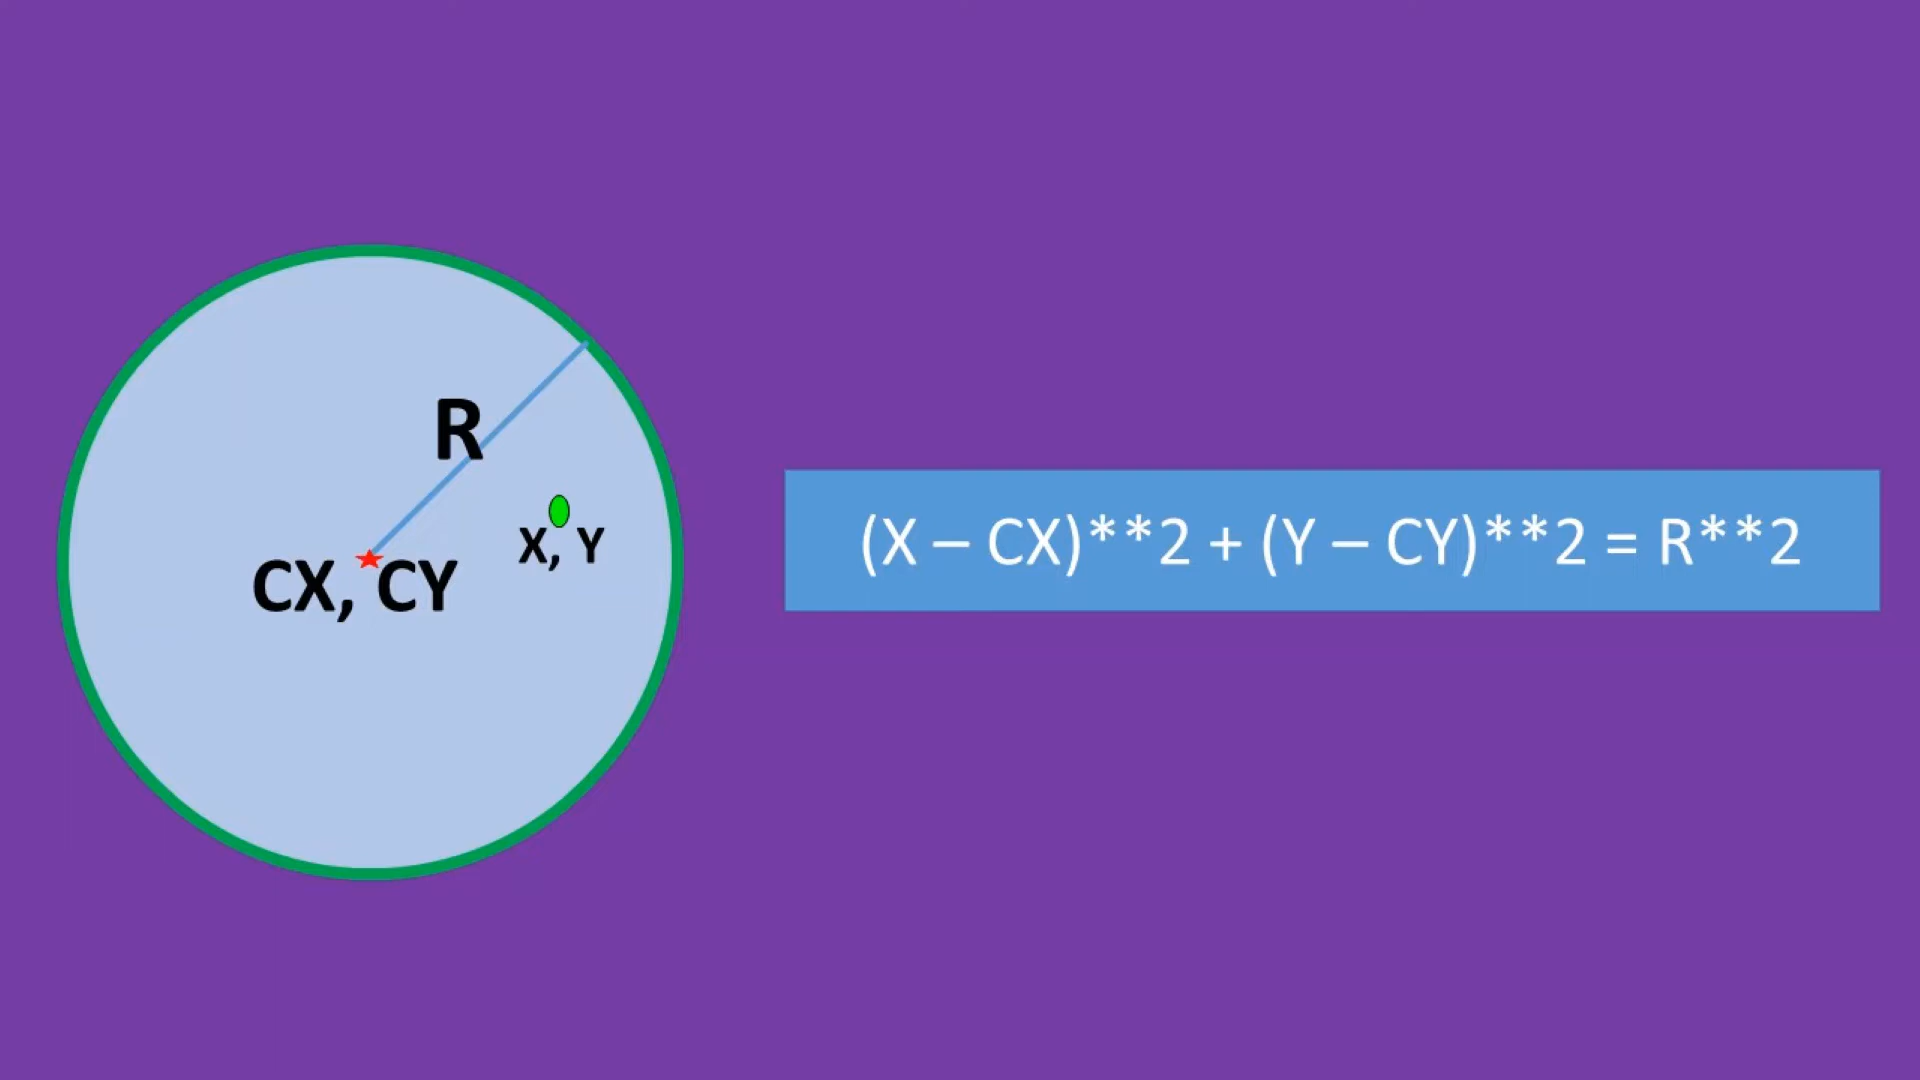 R
X, Y
CX, CY
(X – CX)**2 + (Y – CY)**2 = R**2